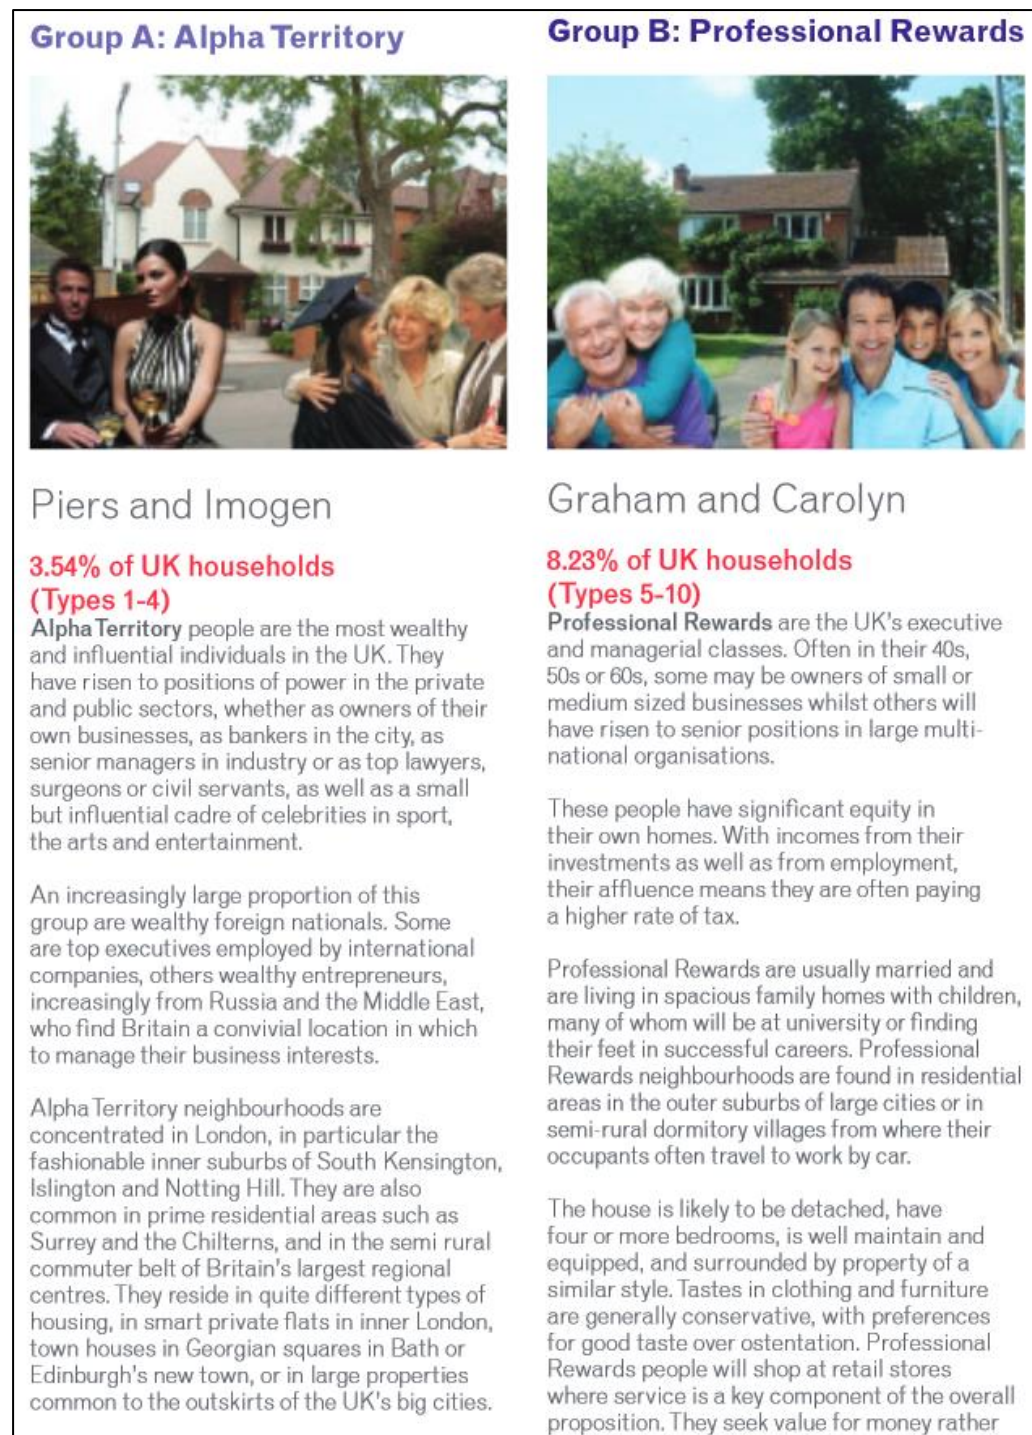 Group A: Alpha Territory
Piers and Imogen
3.54% of UK households
(Types 1-4)
Alpha Territory people are the most wealthy
and influential individuals in the UK. They
have risen to positions of power in the private
and public sectors, whether as owners of their
own businesses, as bankers in the city, as
senior managers in industry or as top lawyers,
surgeons or civil servants, as well as a small
but influential cadre of celebrities in sport,
the arts and entertainment.
An increasingly large proportion of this
group are wealthy foreign nationals. Some
are top executives employed by international
companies, others wealthy entrepreneurs,
increasingly from Russia and the Middle East,
who find Britain a convivial location in which
to manage their business interests.
Alpha Territory neighbourhoods are
concentrated in London, in particular the
fashionable inner suburbs of South Kensington,
Islington and Notting Hill. They are also
common in prime residential areas such as
Surrey and the Chilterns, and in the semi rural
commuter belt of Britain's largest regional
centres. They reside in quite different types of
housing, in smart private flats in inner London,
town houses in Georgian squares in Bath or
Edinburgh's new town, or in large properties
common to the outskirts of the UK's big cities.
Group B: Professional Rewards
Graham and Carolyn
8.23% of UK households
(Types 5-10)
Professional Rewards are the UK's executive
and managerial classes. Often in their 40s,
50s or 60s, some may be owners of small or
medium sized businesses whilst others will
have risen to senior positions in large multi-
national organisations.
These people have significant equity in
their own homes. With incomes from their
investments as well as from employment,
their affluence means they are often paying
a higher rate of tax.
Professional Rewards are usually married and
are living in spacious family homes with children,
many of whom will be at university or finding
their feet in successful careers. Professional
Rewards neighbourhoods are found in residential
areas in the outer suburbs of large cities or in
semi-rural dormitory villages from where their
occupants often travel to work by car.
The house is likely to be detached, have
four or more bedrooms, is well maintain and
equipped, and surrounded by property of a
similar style. Tastes in clothing and furniture
are generally conservative, with preferences
for good taste over ostentation. Professional
Rewards people will shop at retail stores
where service is a key component of the overall
proposition. They seek value for money rather